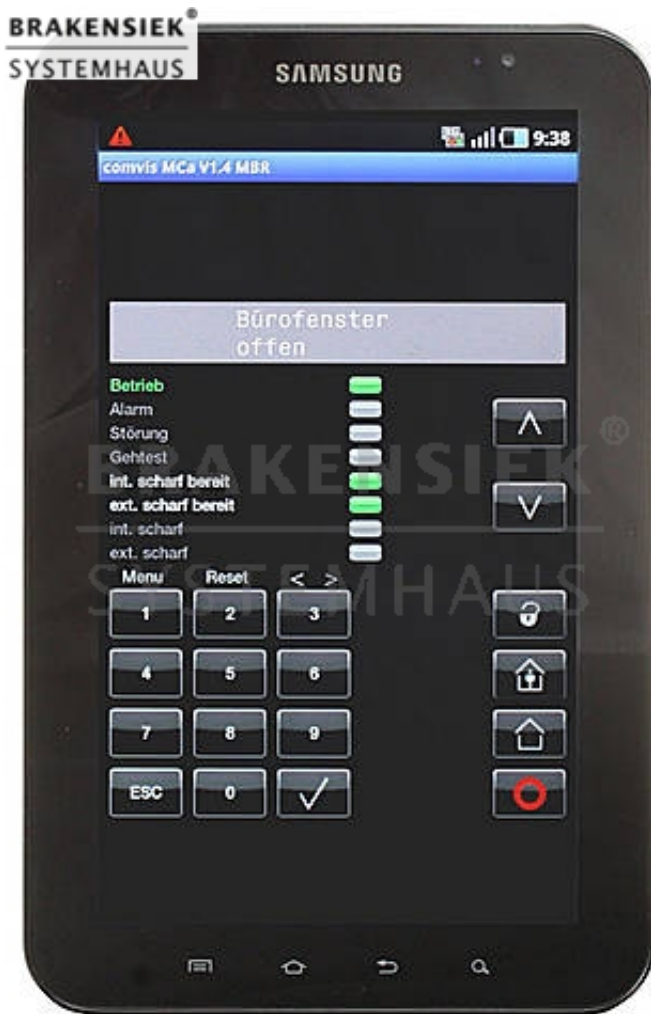 BRAKENSIEK®
SYSTEMHAUS
SAMSUNG
9:38
comvis MCa V1.4 MBR
Bürofenster
offen
Betrieb
Alarm
Störung
Gehtest
int. scharf bereit
ext. scharf bereit
int. scharf
ext. scharf
Menu Reset < >
1 2 3
4 5 6
7 8 9
ESC 0
BRAKENSIEK®
SYSTEMHAUS